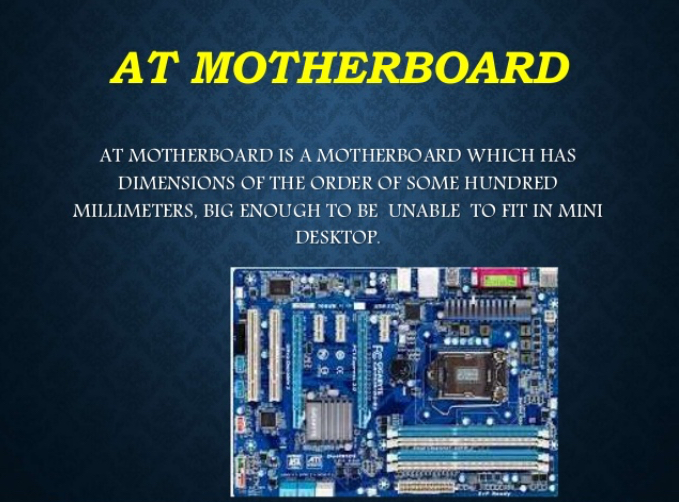 AT MOTHERBOARD
AT MOTHERBOARD IS A MOTHERBOARD WHICH HAS
DIMENSIONS OF THE ORDER OF SOME HUNDRED
MILLIMETERS, BIG ENOUGH TO BE UNABLE TO FIT IN MINI
DESKTOP.